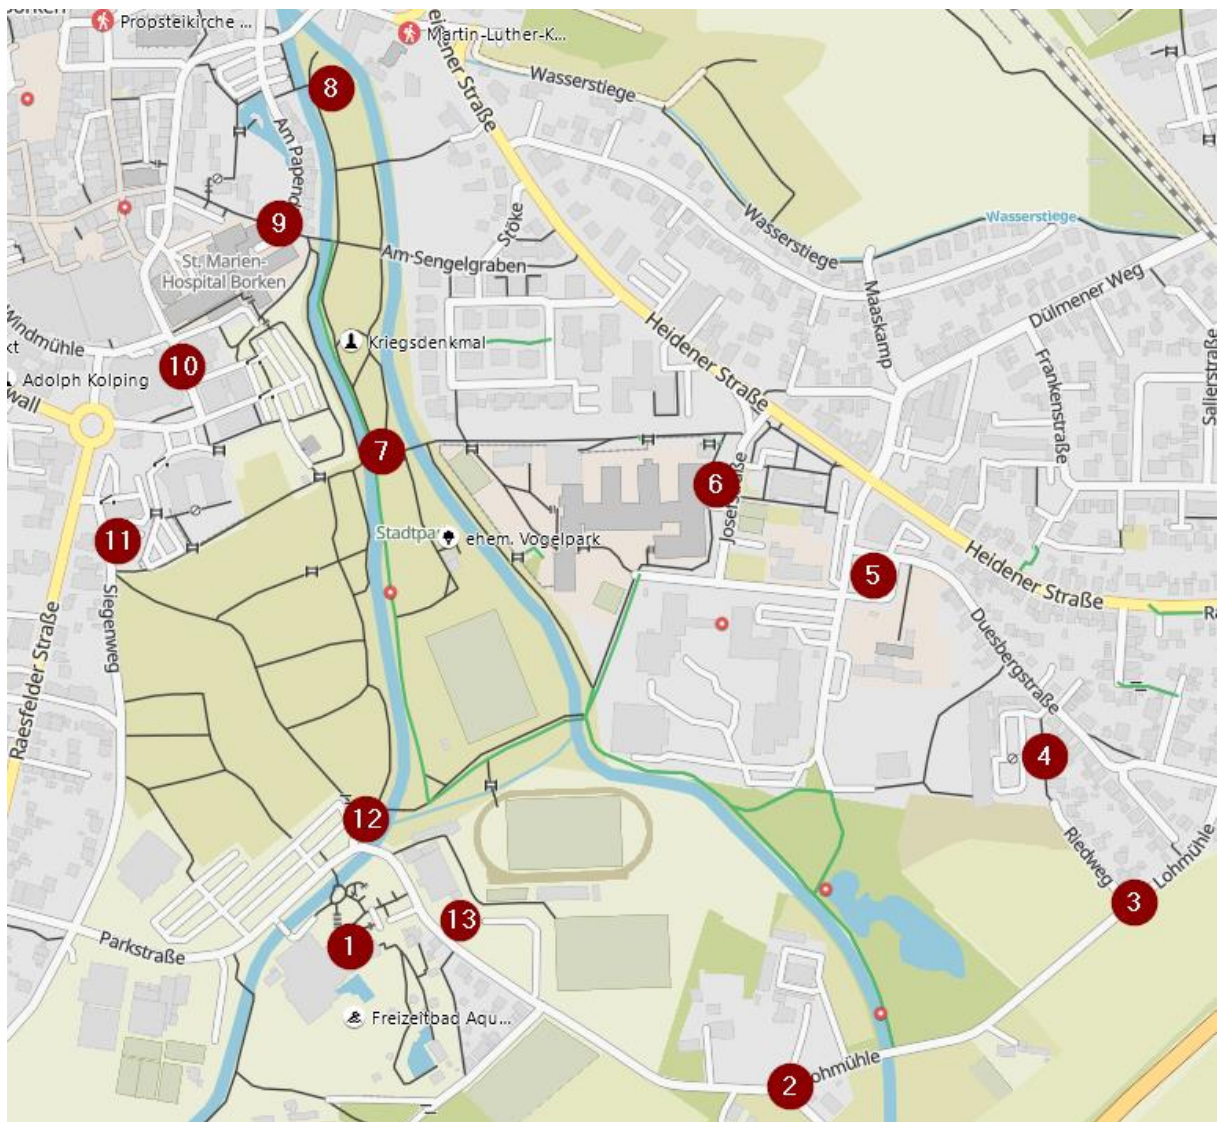 Propsteikirche ...
Martin-Luther-K...
Heidener Straße
Wasserstiege
8
Am Papend
9
Stöke
Wasserstiege
Wasserstiege
St. Marien-
Hospital Borken
Am-Sengelgraben
Maaskamp
Dülmener Weg
Windmühle
Kriegsdenkmal
Heidener Straße
10
Adolph Kolping
wall
Frankenstraße
Sallerstraße
7
6
Josefstraße
11
Stadtpar
ehem. Vogelpark
5
Heidener Straße
Siegenweg
Raesfelder Straße
Duesbergstraße
4
12
Riedweg
Lohmühle
3
13
1
Parkstraße
Freizeitbad Aqu...
2
ohmühle